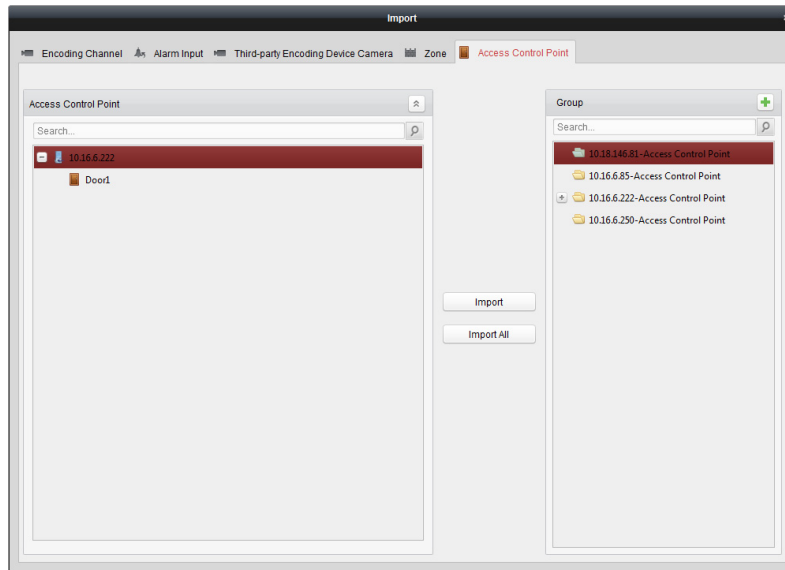 Import
Encoding Channel Alarm Input Third-party Encoding Device Camera Zone Access Control Point
Access Control Point
Search...
10.16.6.222
Door1
Import
Import All
Group
Search...
10.18.146.81-Access Control Point
10.16.6.85-Access Control Point
10.16.6.222-Access Control Point
10.16.6.250-Access Control Point